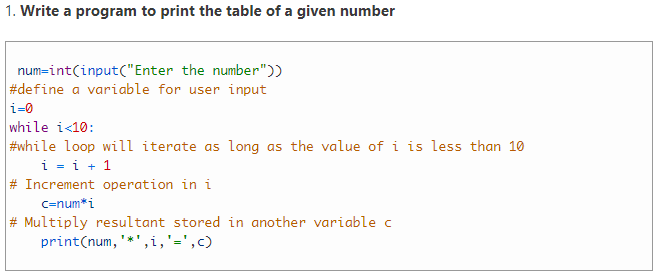 1. Write a program to print the table of a given number
num=int(input("Enter the number"))
#define a variable for user input
i=0
while i<10:
#while loop will iterate as long as the value of i is less than 10
    i = i + 1
# Increment operation in i
    c=num*i
# Multiply resultant stored in another variable c
    print(num,'*',i,'=',c)